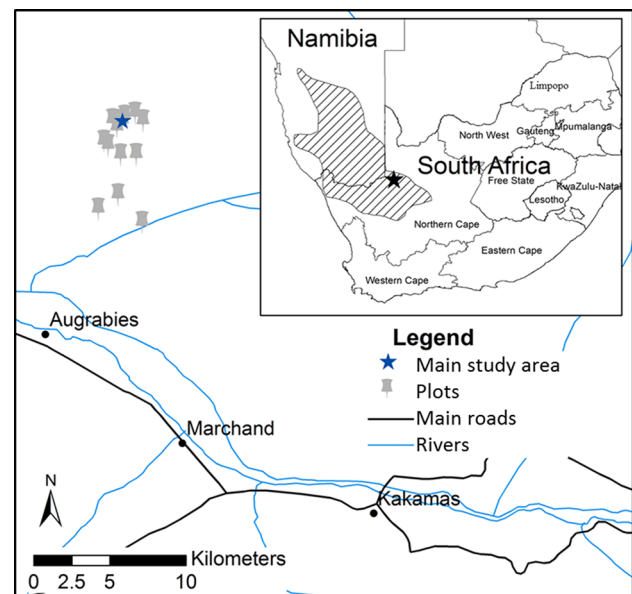 Namibia
Limpopo
North West
Gauteng
Mpumalanga
South Africa
Free State
KwaZulu-Natal
Lesotho
Northern Cape
Eastern Cape
Western Cape
Augrabies
Legend
Main study area
Plots
Main roads
Rivers
Marchand
Kakamas
N
Kilometers
0 2.5 5 10